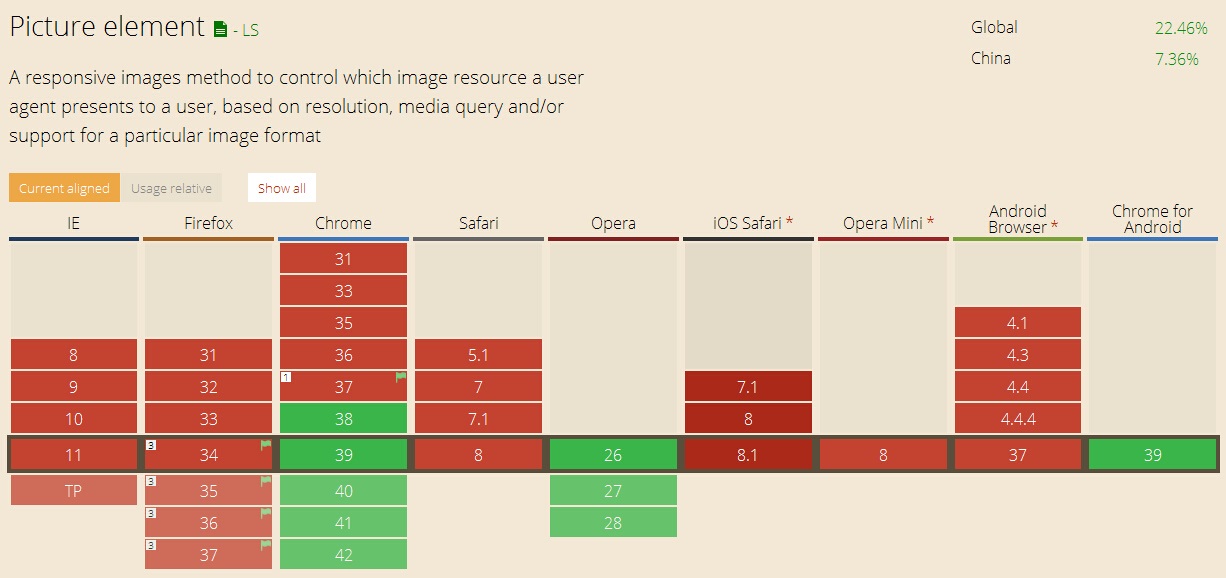 Picture element - LS
Global 22.46%
China 7.36%
A responsive images method to control which image resource a user
agent presents to a user, based on resolution, media query and/or
support for a particular image format
Current aligned Usage relative Show all
IE Firefox Chrome Safari Opera iOS Safari * Opera Mini * Android Browser * Chrome for Android
31
33
35 4.1
8 31 36 5.1 4.3
9 32 1 37 7 7.1 4.4
10 33 38 7.1 8 4.4.4
11 3 34 39 8 26 8.1 8 37 39
TP 3 35 40 27
3 36 41 28
3 37 42